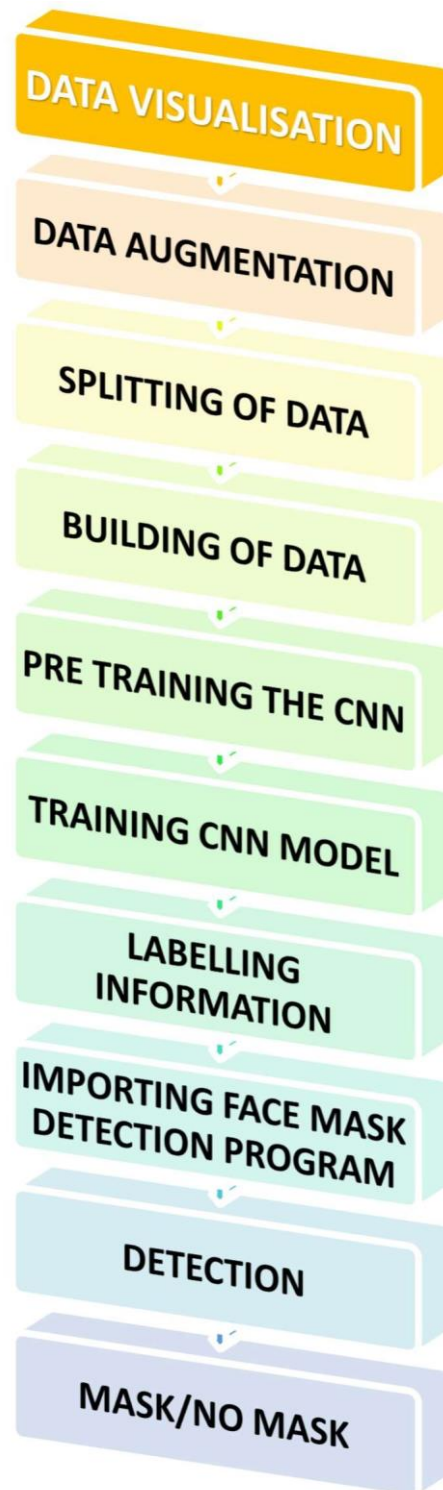 DATA VISUALISATION
DATA AUGMENTATION
SPLITTING OF DATA
BUILDING OF DATA
PRE TRAINING THE CNN
TRAINING CNN MODEL
LABELLING
INFORMATION
IMPORTING FACE MASK
DETECTION PROGRAM
DETECTION
MASK/NO MASK